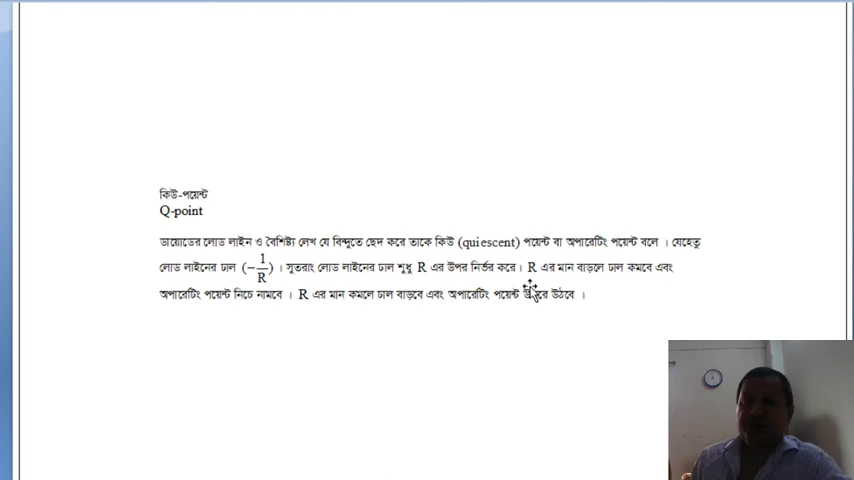 কিউ-পয়েন্ট
Q-point
ডায়োডের লোড লাইন ও বৈশিষ্ট্য লেখ যে বিন্দুতে ছেদ করে তাকে কিউ (quiescent) পয়েন্ট বা অপারেটিং পয়েন্ট বলে । যেহেতু
লোড লাইনের ঢাল (−1/R) । সুতরাং লোড লাইনের ঢাল শুধু R এর উপর নির্ভর করে। R এর মান বাড়লে ঢাল কমবে এবং
অপারেটিং পয়েন্ট নিচে নামবে । R এর মান কমলে ঢাল বাড়বে এবং অপারেটিং পয়েন্ট উঠবে ।